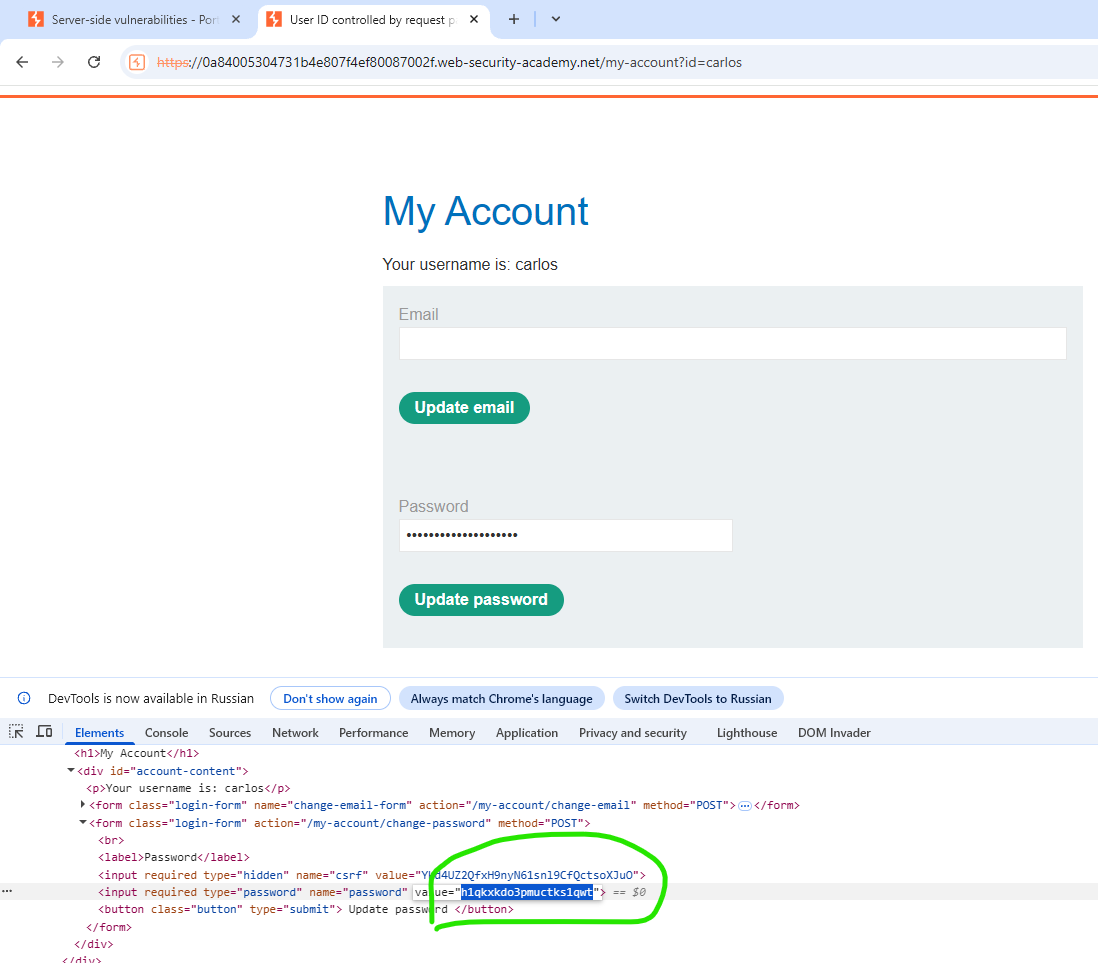 Server-side vulnerabilities - Port
User ID controlled by request p
https://0a84005304731b4e807f4ef80087002f.web-security-academy.net/my-account?id=carlos
My Account
Your username is: carlos
Email
Update email
Password
••••••••••••••••••••
Update password
DevTools is now available in Russian
Don't show again
Always match Chrome's language
Switch DevTools to Russian
Elements
Console
Sources
Network
Performance
Memory
Application
Privacy and security
Lighthouse
DOM Invader
<h1>My Account</h1>
<div id="account-content">
<p>Your username is: carlos</p>
<form class="login-form" name="change-email-form" action="/my-account/change-email" method="POST">…</form>
<form class="login-form" action="/my-account/change-password" method="POST">
<br>
<label>Password</label>
<input required type="hidden" name="csrf"
<input required type="password" name="password" value="h1qkxkdo3pmuctks1qwt"> == $0
<button class="button" type="submit"> Update password </button>
</form>
</div>
</div>